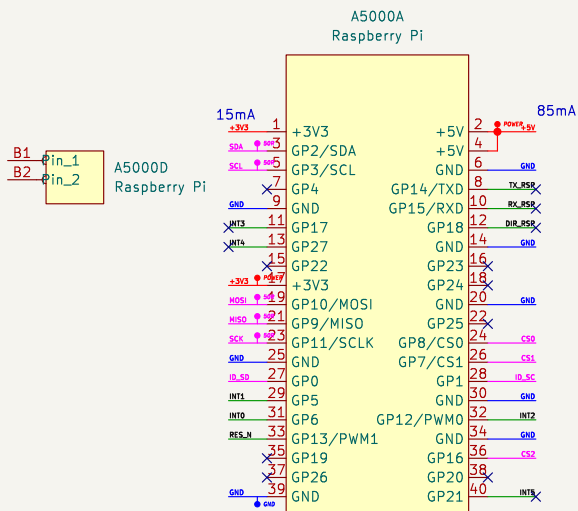 A5000A
Raspberry Pi
15mA
85mA
+3V3 1 +3V3 +5V 2 POWER +5V
SDA 3 GP2/SDA +5V 4
SCL 5 GP3/SCL GND 6 GND
7 GP4 GP14/TXD 8 TX_RSR
GND 9 GND GP15/RXD 10 RX_RSR
INT3 11 GP17 GP18 12 DIR_RSR
INT4 13 GP27 GND 14 GND
15 GP22 GP23 16
+3V3 POWER 17 +3V3 GP24 18
MOSI 19 GP10/MOSI GND 20 GND
MISO 21 GP9/MISO GP25 22
SCK 23 GP11/SCLK GP8/CS0 24 CS0
GND 25 GND GP7/CS1 26 CS1
ID_SD 27 GP0 GP1 28 ID_SC
INT1 29 GP5 GND 30 GND
INT0 31 GP6 GP12/PWM0 32 INT2
RES_N 33 GP13/PWM1 GND 34 GND
35 GP19 GP16 36 CS2
37 GP26 GP20 38
GND 39 GND GP21 40 INT5
GND
B1 Pin_1
B2 Pin_2
A5000D
Raspberry Pi